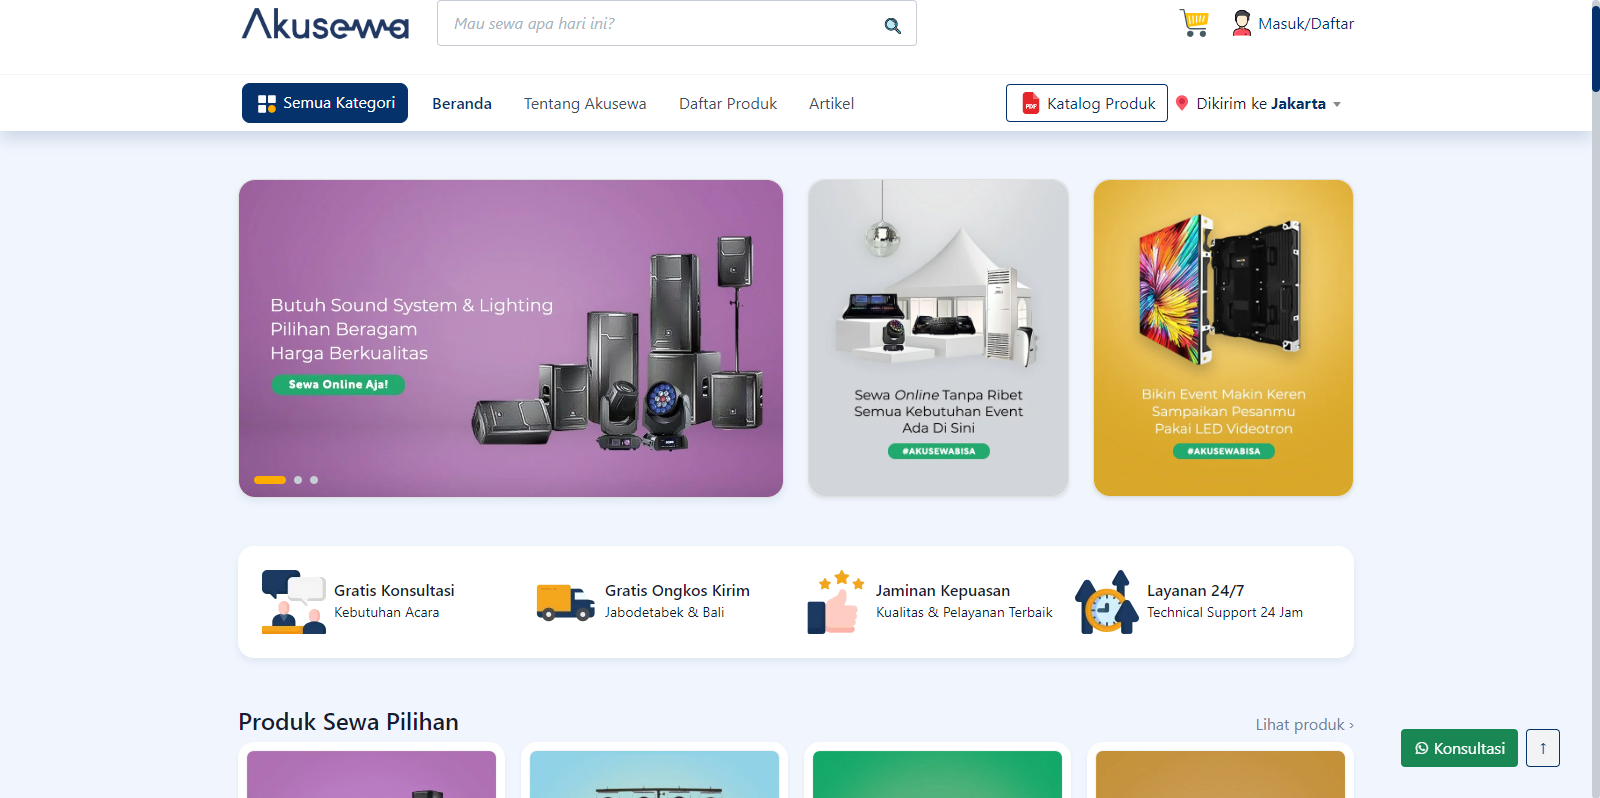 Akusewa
Mau sewa apa hari ini?
Masuk/Daftar
Semua Kategori
Beranda
Tentang Akusewa
Daftar Produk
Artikel
PDF
Katalog Produk
Dikirim ke Jakarta
Butuh Sound System & Lighting
Pilihan Beragam
Harga Berkualitas
Sewa Online Aja!
Sewa Online Tanpa Ribet
Semua Kebutuhan Event
Ada Di Sini
#AKUSEWABISA
Bikin Event Makin Keren
Sampaikan Pesanmu
Pakai LED Videotron
#AKUSEWABISA
Gratis Konsultasi
Kebutuhan Acara
Gratis Ongkos Kirim
Jabodetabek & Bali
Jaminan Kepuasan
Kualitas & Pelayanan Terbaik
Layanan 24/7
Technical Support 24 Jam
Produk Sewa Pilihan
Lihat produk ›
Konsultasi
↑